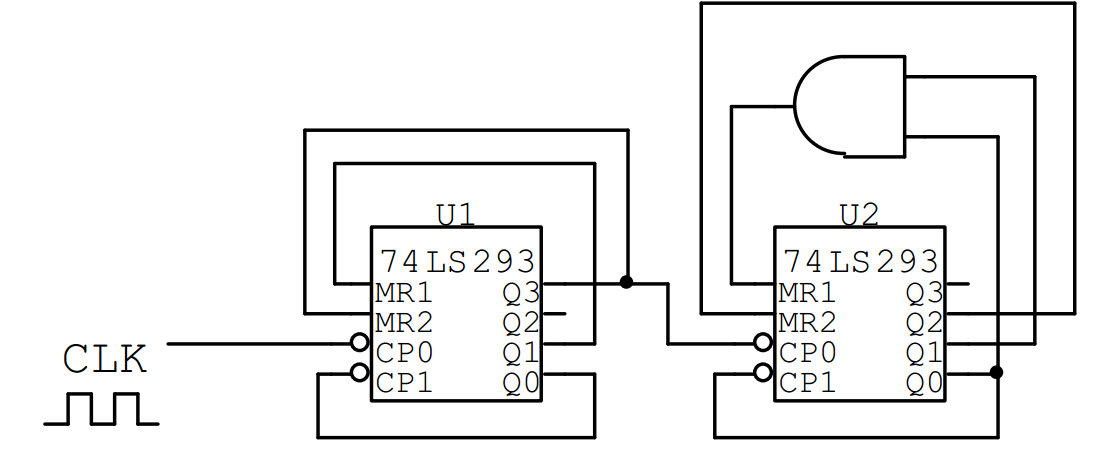 U1
74LS293
MR1 Q3
MR2 Q2
CP0 Q1
CP1 Q0
CLK
U2
74LS293
MR1 Q3
MR2 Q2
CP0 Q1
CP1 Q0